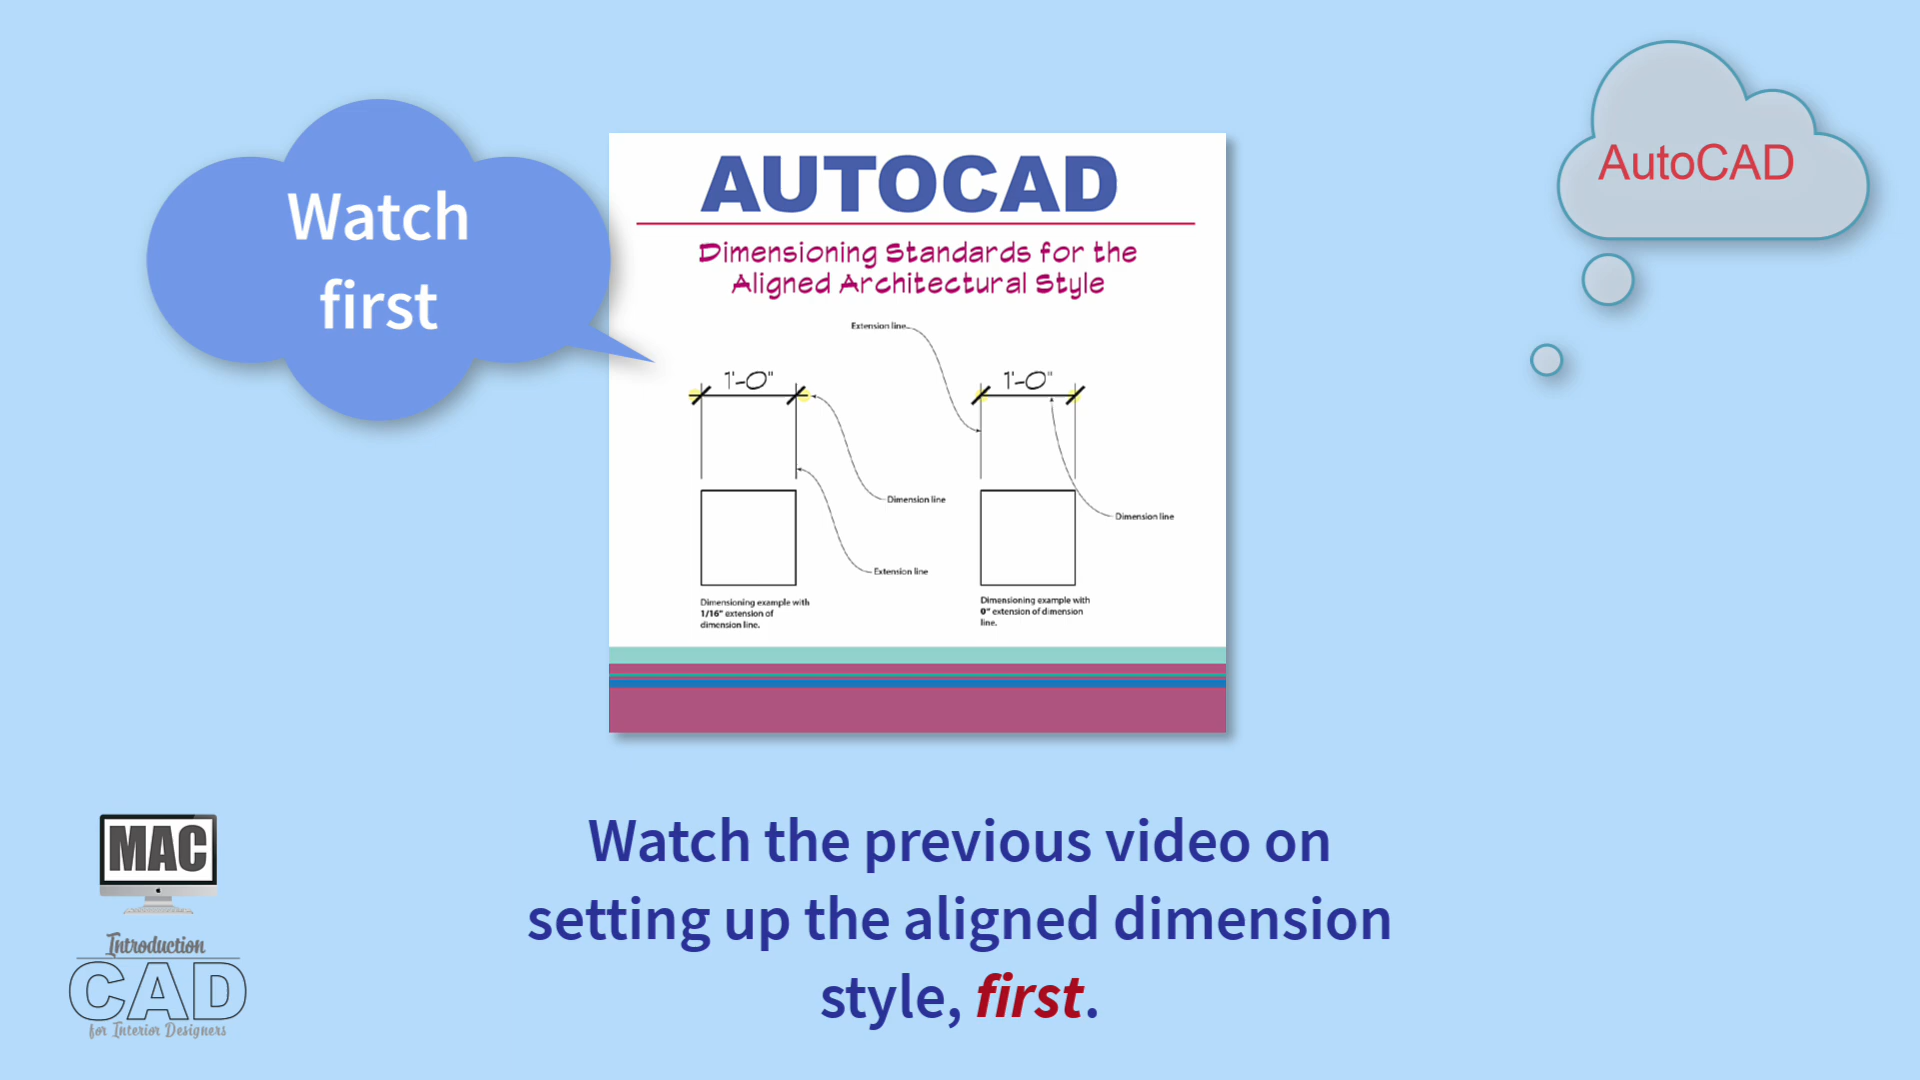 Watch
first
AutoCAD
AUTOCAD
Dimensioning Standards for the
Aligned Architectural Style
Extension line
1'-0"
1'-0"
Dimension line
Dimension line
Extension line
Dimensioning example with
1/16" extension of
dimension line.
Dimensioning example with
0" extension of dimension
line.
MAC
Introduction
CAD
for Interior Designers
Watch the previous video on
setting up the aligned dimension
style, first.